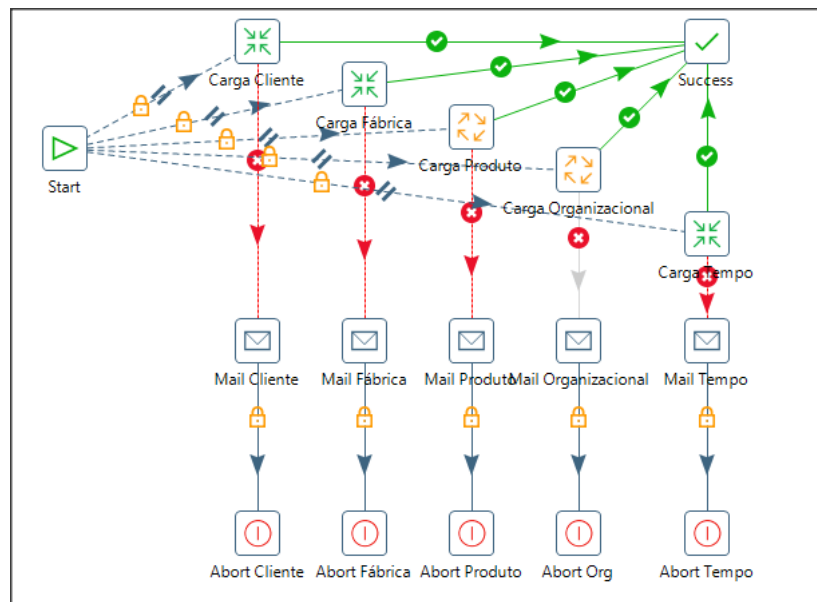 Carga Cliente
Success
Carga Fábrica
Start
Carga Produto
Carga Organizacional
Carga Tempo
Mail Cliente
Mail Fábrica
Mail Produto
Mail Organizacional
Mail Tempo
Abort Cliente
Abort Fábrica
Abort Produto
Abort Org
Abort Tempo